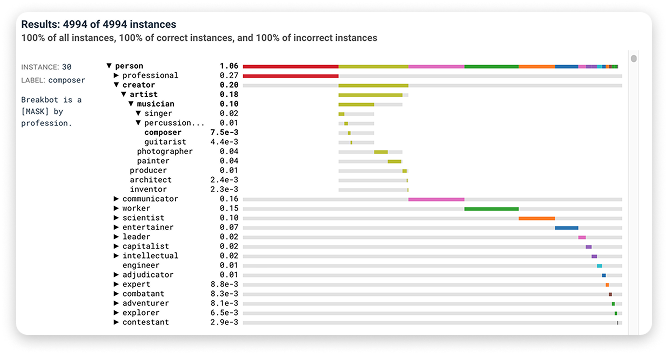 Results: 4994 of 4994 instances
100% of all instances, 100% of correct instances, and 100% of incorrect instances
INSTANCE: 30
LABEL: composer
Breakbot is a
[MASK] by
profession.
▼ person 1.06
▶ professional 0.27
▼ creator 0.20
▼ artist 0.18
▼ musician 0.10
▼ singer 0.02
▼ percussion... 0.01
composer 7.5e-3
guitarist 4.4e-3
photographer 0.04
painter 0.04
producer 0.01
architect 2.4e-3
inventor 2.3e-3
▶ communicator 0.16
▶ worker 0.15
▶ scientist 0.10
▶ entertainer 0.07
▶ leader 0.02
▶ capitalist 0.02
▶ intellectual 0.02
engineer 0.01
▶ adjudicator 0.01
▶ expert 8.8e-3
▶ combatant 8.3e-3
▶ adventurer 8.1e-3
▶ explorer 6.5e-3
▶ contestant 2.9e-3